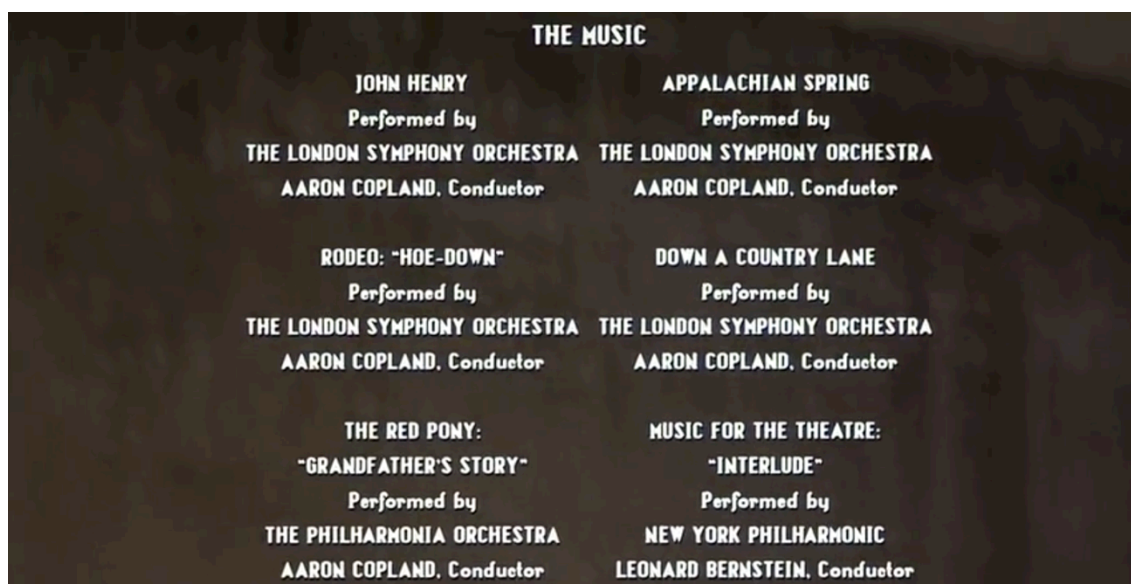 THE MUSIC
JOHN HENRY
Performed by
THE LONDON SYMPHONY ORCHESTRA
AARON COPLAND, Conductor
APPALACHIAN SPRING
Performed by
THE LONDON SYMPHONY ORCHESTRA
AARON COPLAND, Conductor
RODEO: "HOE-DOWN"
Performed by
THE LONDON SYMPHONY ORCHESTRA
AARON COPLAND, Conductor
DOWN A COUNTRY LANE
Performed by
THE LONDON SYMPHONY ORCHESTRA
AARON COPLAND, Conductor
THE RED PONY:
"GRANDFATHER'S STORY"
Performed by
THE PHILHARMONIA ORCHESTRA
AARON COPLAND, Conductor
MUSIC FOR THE THEATRE:
"INTERLUDE"
Performed by
NEW YORK PHILHARMONIC
LEONARD BERNSTEIN, Conductor